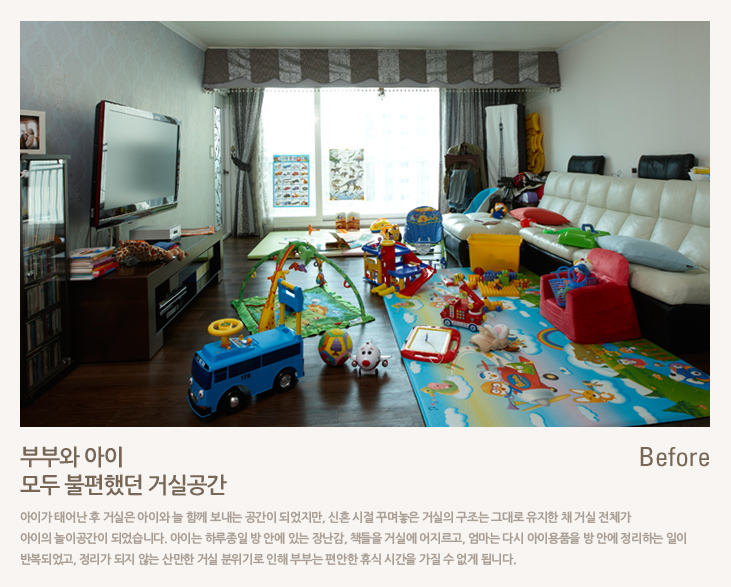 부부와 아이
모두 불편했던 거실공간
Before
아이가 태어난 후 거실은 아이와 늘 함께 보내는 공간이 되었지만, 신혼 시절 꾸며놓은 거실의 구조는 그대로 유지한 채 거실 전체가
아이의 놀이공간이 되었습니다. 아이는 하루종일 방 안에 있는 장난감, 책들을 거실에 어지르고, 엄마는 다시 아이용품을 방 안에 정리하는 일이
반복되었고, 정리가 되지 않는 산만한 거실 분위기로 인해 부부는 편안한 휴식 시간을 가질 수 없게 됩니다.